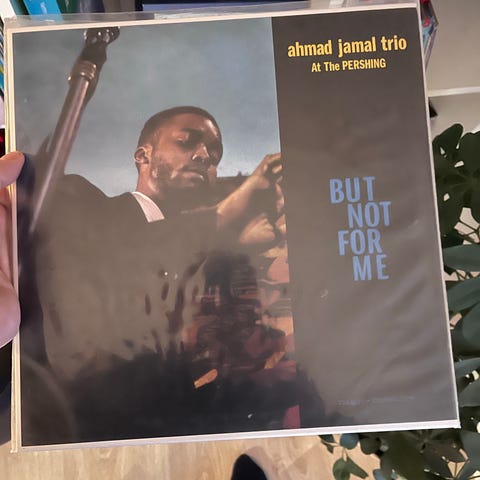 ahmad jamal trio
At The PERSHING
BUT
NOT
FOR
ME